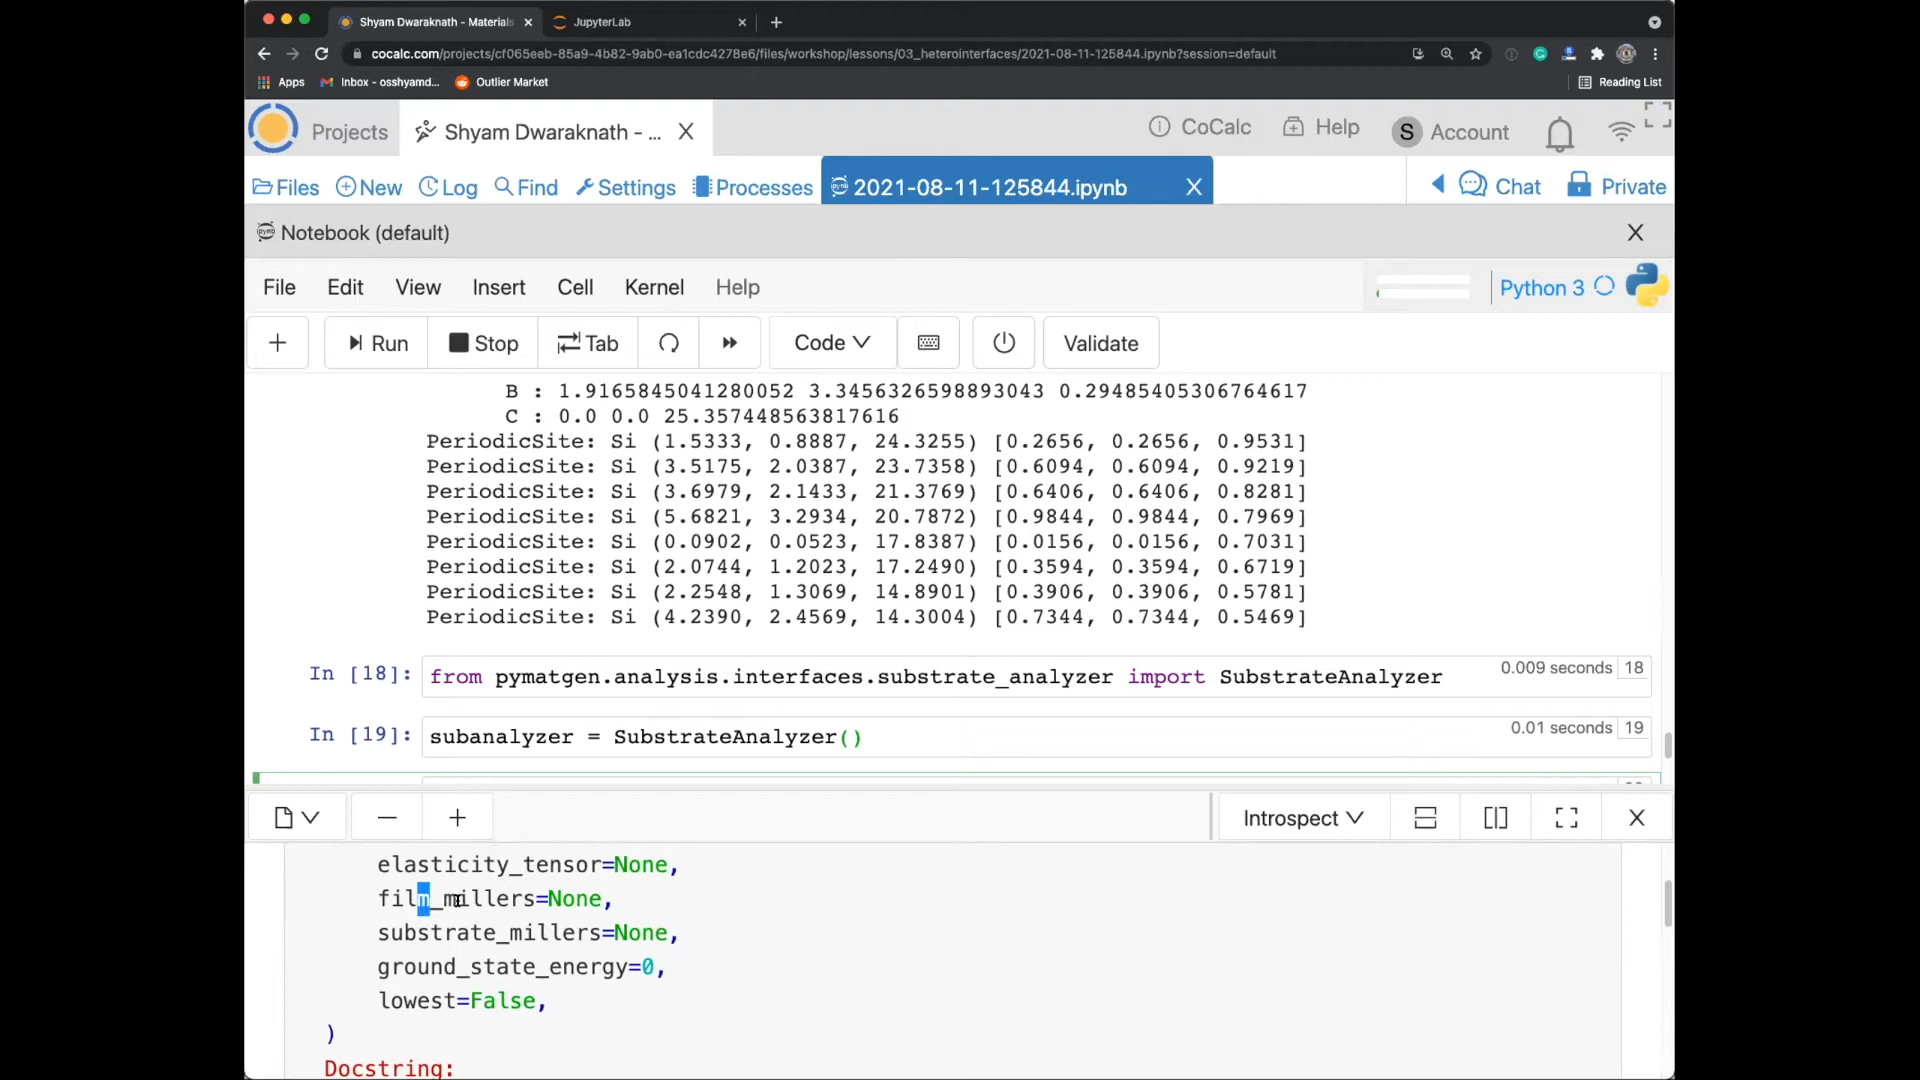 Shyam Dwaraknath - Materials
JupyterLab
cocalc.com/projects/cf065eeb-85a9-4b82-9ab0-ea1cdc4278e6/files/workshop/lessons/03_heterointerfaces/2021-08-11-125844.ipynb?session=default
Apps Inbox - osshyamd... Outlier Market Reading List
Projects Shyam Dwaraknath - ... X CoCalc Help S Account
Files New Log Find Settings Processes 2021-08-11-125844.ipynb X Chat Private
Notebook (default) X
File Edit View Insert Cell Kernel Help Python 3
+ Run Stop Tab Code Validate
B : 1.9165845041280052 3.3456326598893043 0.29485405306764617
C : 0.0 0.0 25.357448563817616
PeriodicSite: Si (1.5333, 0.8887, 24.3255) [0.2656, 0.2656, 0.9531]
PeriodicSite: Si (3.5175, 2.0387, 23.7358) [0.6094, 0.6094, 0.9219]
PeriodicSite: Si (3.6979, 2.1433, 21.3769) [0.6406, 0.6406, 0.8281]
PeriodicSite: Si (5.6821, 3.2934, 20.7872) [0.9844, 0.9844, 0.7969]
PeriodicSite: Si (0.0902, 0.0523, 17.8387) [0.0156, 0.0156, 0.7031]
PeriodicSite: Si (2.0744, 1.2023, 17.2490) [0.3594, 0.3594, 0.6719]
PeriodicSite: Si (2.2548, 1.3069, 14.8901) [0.3906, 0.3906, 0.5781]
PeriodicSite: Si (4.2390, 2.4569, 14.3004) [0.7344, 0.7344, 0.5469]
In [18]: from pymatgen.analysis.interfaces.substrate_analyzer import SubstrateAnalyzer 0.009 seconds 18
In [19]: subanalyzer = SubstrateAnalyzer() 0.01 seconds 19
Introspect
elasticity_tensor=None,
film_millers=None,
substrate_millers=None,
ground_state_energy=0,
lowest=False,
)
Docstring: